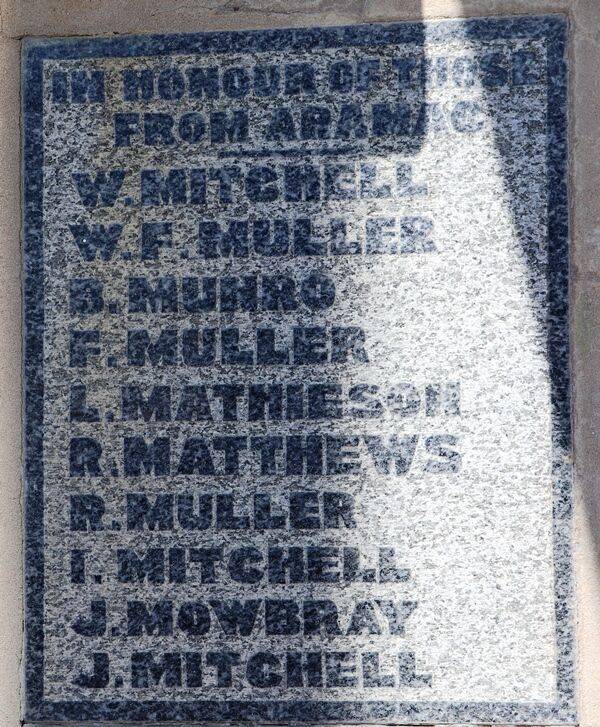 IN HONOUR OF THOSE
FROM ARAMAC
W. MITCHELL
W. F. MULLER
B. MUNRO
F. MULLER
L. MATHIESON
R. MATTHEWS
R. MULLER
I. MITCHELL
J. MOWBRAY
J. MITCHELL